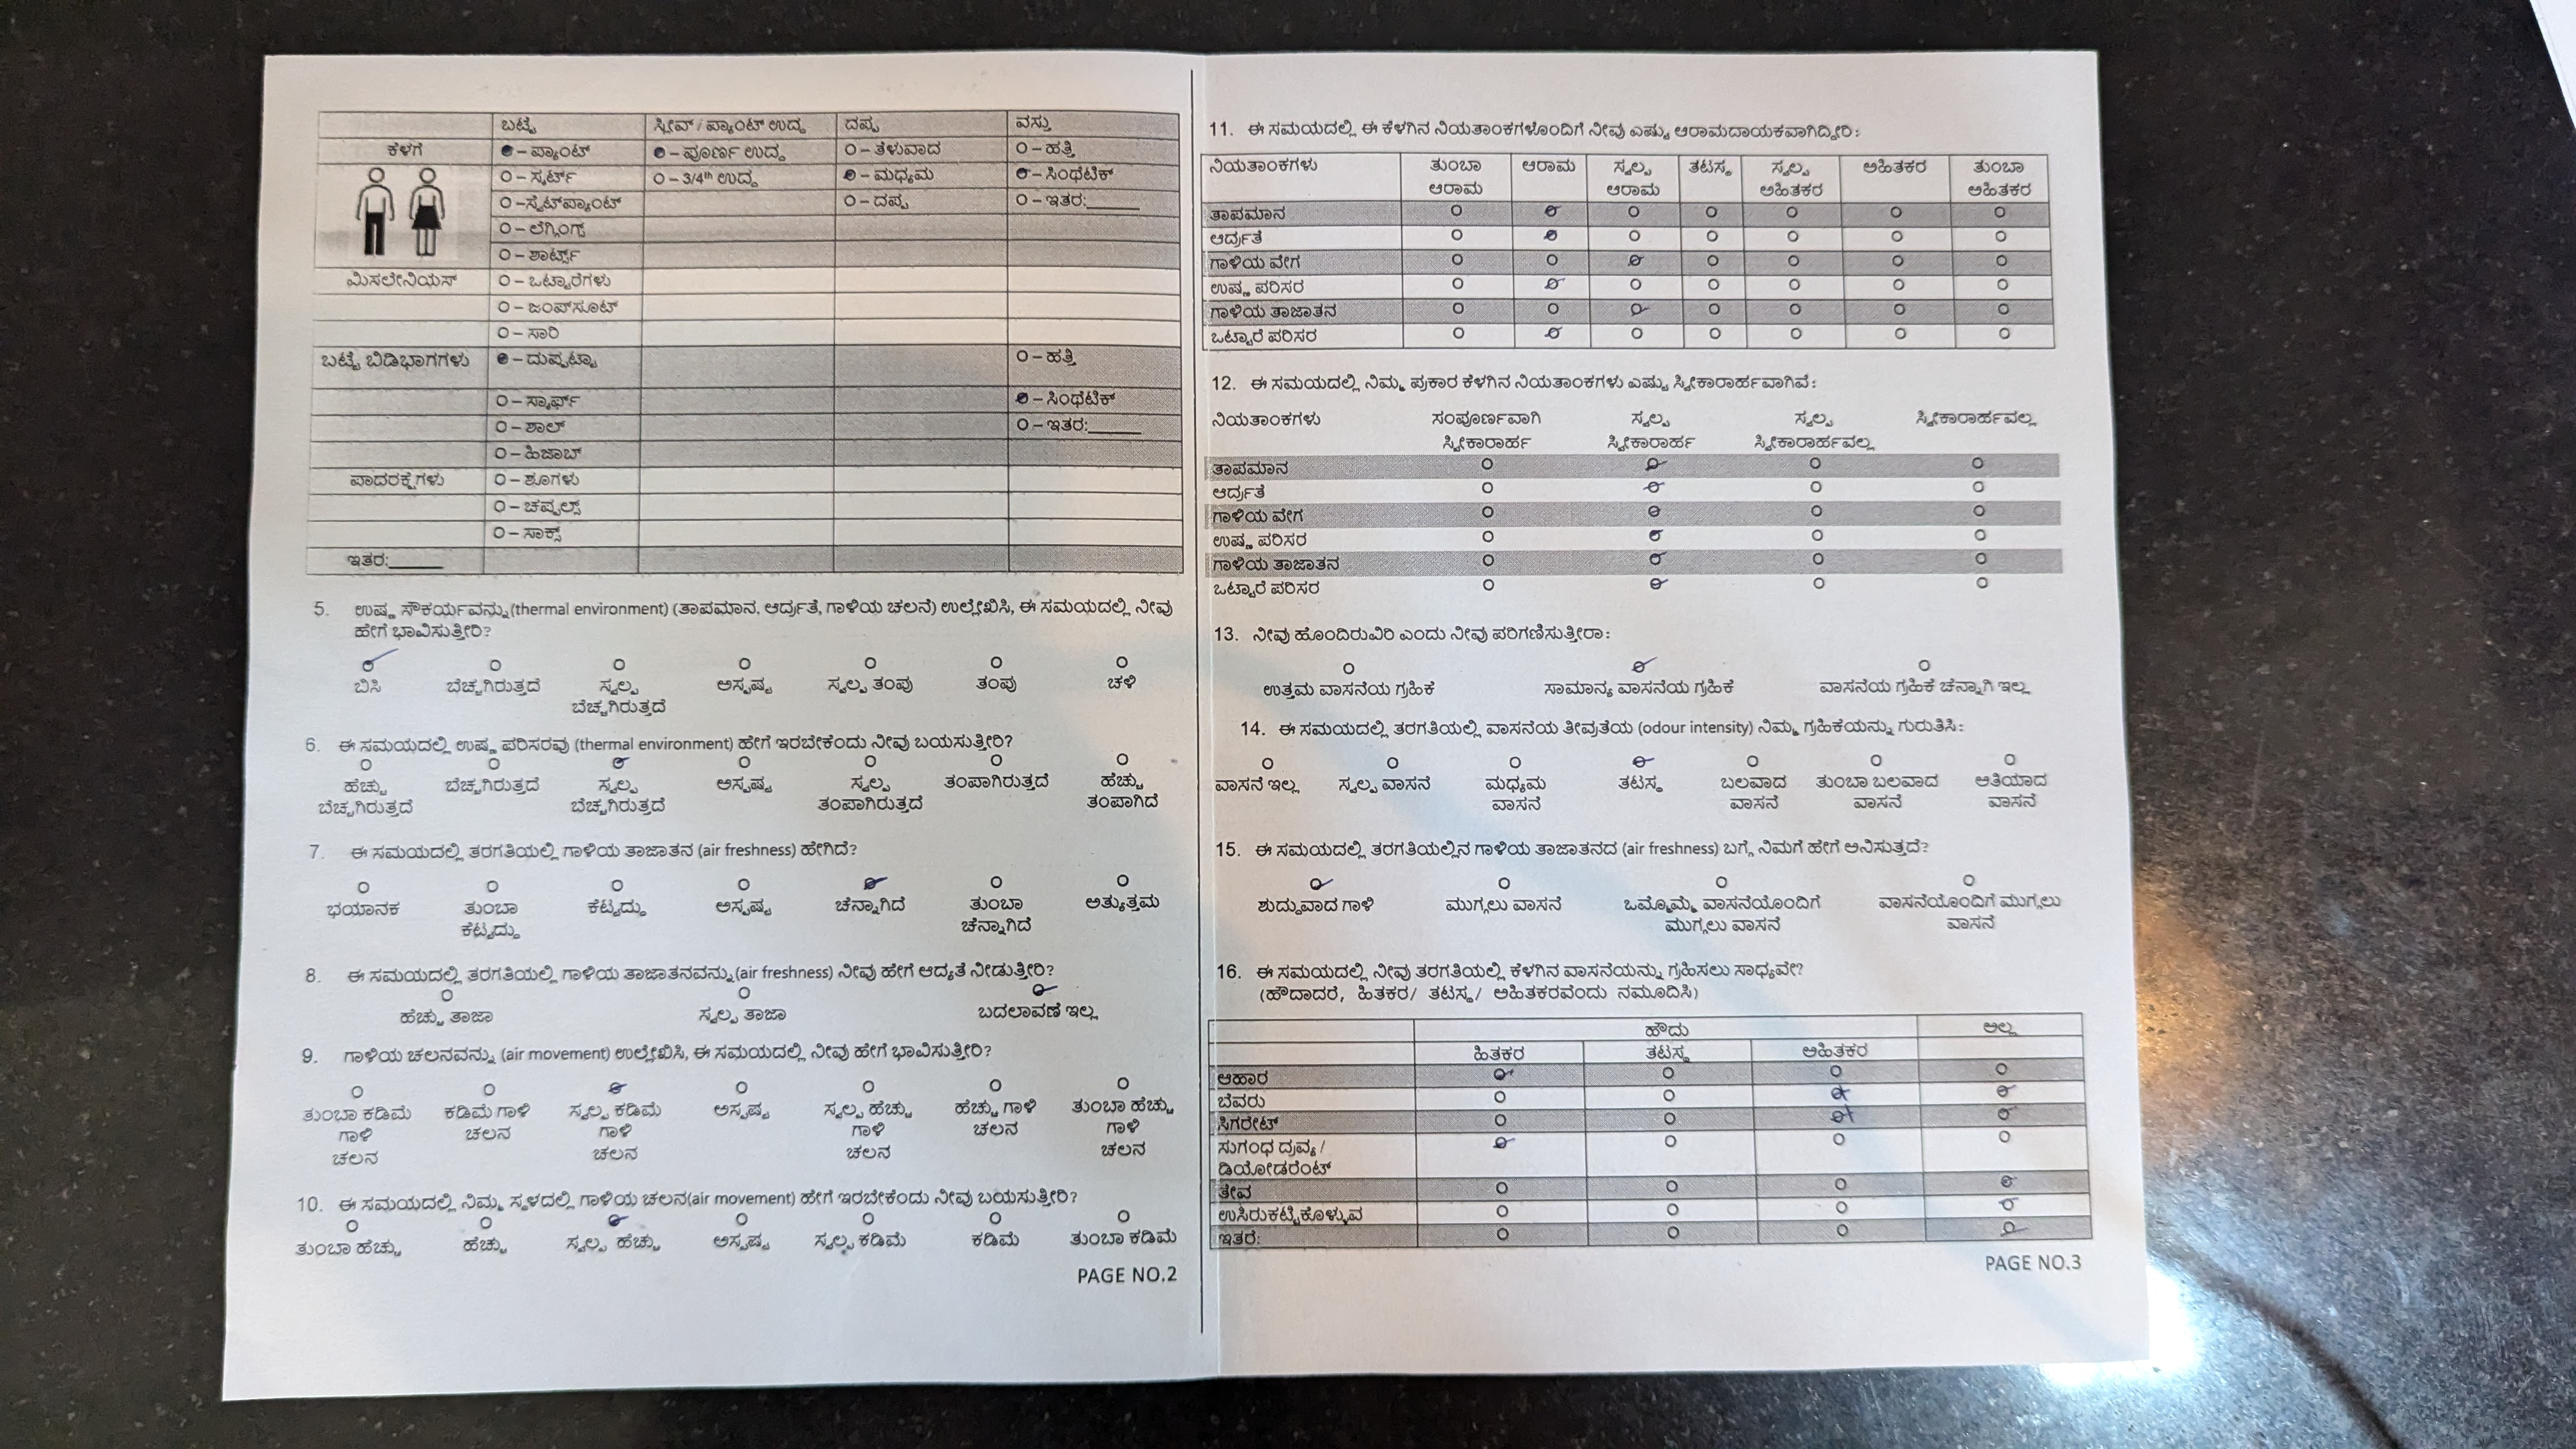 ಬಟ್ಟೆ ಸ್ಲೀವ್ / ಪ್ಯಾಂಟ್ ಉದ್ದ ದಪ್ಪ ವಸ್ತು
ಕೆಳಗೆ – ಪ್ಯಾಂಟ್ – ಪೂರ್ಣ ಉದ್ದ – ತೆಳುವಾದ – ಹತ್ತಿ
– ಸ್ಕರ್ಟ್ – 3/4th ಉದ್ದ – ಮಧ್ಯಮ – ಸಿಂಥೆಟಿಕ್
–ಸ್ವೆಟ್‌ಪ್ಯಾಂಟ್ – ದಪ್ಪ – ಇತರ:______
– ಲೆಗ್ಗಿಂಗ್ಸ್
– ಶಾರ್ಟ್ಸ್
ಮಿಸಲೇನಿಯಸ್ – ಒಟ್ಟಾರೆಗಳು
– ಜಂಪ್‌ಸೂಟ್
– ಸಾರಿ
ಬಟ್ಟೆ ಬಿಡಿಭಾಗಗಳು – ದುಪ್ಪಟ್ಟಾ – ಹತ್ತಿ
– ಸ್ಕಾರ್ಫ್ – ಸಿಂಥೆಟಿಕ್
– ಶಾಲ್ – ಇತರ:______
– ಹಿಜಾಬ್
ಪಾದರಕ್ಷೆಗಳು – ಶೂಗಳು
– ಚಪ್ಪಲ್ಸ್
– ಸಾಕ್ಸ್
ಇತರ:______
5. ಉಷ್ಣ ಸೌಕರ್ಯವನ್ನು (thermal environment) (ತಾಪಮಾನ, ಆರ್ದ್ರತೆ, ಗಾಳಿಯ ಚಲನೆ) ಉಲ್ಲೇಖಿಸಿ, ಈ ಸಮಯದಲ್ಲಿ ನೀವು
ಹೇಗೆ ಭಾವಿಸುತ್ತೀರಿ?
ಬಿಸಿ ಬೆಚ್ಚಗಿರುತ್ತದೆ ಸ್ವಲ್ಪ ಅಸ್ಪಷ್ಟ ಸ್ವಲ್ಪ ತಂಪು ತಂಪು ಚಳಿ
ಬೆಚ್ಚಗಿರುತ್ತದೆ
6. ಈ ಸಮಯದಲ್ಲಿ ಉಷ್ಣ ಪರಿಸರವು (thermal environment) ಹೇಗೆ ಇರಬೇಕೆಂದು ನೀವು ಬಯಸುತ್ತೀರಿ?
ಹೆಚ್ಚು ಬೆಚ್ಚಗಿರುತ್ತದೆ ಸ್ವಲ್ಪ ಅಸ್ಪಷ್ಟ ಸ್ವಲ್ಪ ತಂಪಾಗಿರುತ್ತದೆ ಹೆಚ್ಚು
ಬೆಚ್ಚಗಿರುತ್ತದೆ ಬೆಚ್ಚಗಿರುತ್ತದೆ ತಂಪಾಗಿರುತ್ತದೆ ತಂಪಾಗಿದೆ
7. ಈ ಸಮಯದಲ್ಲಿ ತರಗತಿಯಲ್ಲಿ ಗಾಳಿಯ ತಾಜಾತನ (air freshness) ಹೇಗಿದೆ?
ಭಯಾನಕ ತುಂಬಾ ಕೆಟ್ಟದ್ದು ಅಸ್ಪಷ್ಟ ಚೆನ್ನಾಗಿದೆ ತುಂಬಾ ಅತ್ಯುತ್ತಮ
ಕೆಟ್ಟದ್ದು ಚೆನ್ನಾಗಿದೆ
8. ಈ ಸಮಯದಲ್ಲಿ ತರಗತಿಯಲ್ಲಿ ಗಾಳಿಯ ತಾಜಾತನವನ್ನು (air freshness) ನೀವು ಹೇಗೆ ಆದ್ಯತೆ ನೀಡುತ್ತೀರಿ?
ಹೆಚ್ಚು ತಾಜಾ ಸ್ವಲ್ಪ ತಾಜಾ ಬದಲಾವಣೆ ಇಲ್ಲ
9. ಗಾಳಿಯ ಚಲನವನ್ನು (air movement) ಉಲ್ಲೇಖಿಸಿ, ಈ ಸಮಯದಲ್ಲಿ ನೀವು ಹೇಗೆ ಭಾವಿಸುತ್ತೀರಿ?
ತುಂಬಾ ಕಡಿಮೆ ಕಡಿಮೆ ಗಾಳಿ ಸ್ವಲ್ಪ ಕಡಿಮೆ ಅಸ್ಪಷ್ಟ ಸ್ವಲ್ಪ ಹೆಚ್ಚು ಹೆಚ್ಚು ಗಾಳಿ ತುಂಬಾ ಹೆಚ್ಚು
ಗಾಳಿ ಚಲನ ಗಾಳಿ ಗಾಳಿ ಚಲನ ಗಾಳಿ
ಚಲನ ಚಲನ ಚಲನ ಚಲನ
10. ಈ ಸಮಯದಲ್ಲಿ ನಿಮ್ಮ ಸ್ಥಳದಲ್ಲಿ ಗಾಳಿಯ ಚಲನ(air movement) ಹೇಗೆ ಇರಬೇಕೆಂದು ನೀವು ಬಯಸುತ್ತೀರಿ?
ತುಂಬಾ ಹೆಚ್ಚು ಹೆಚ್ಚು ಸ್ವಲ್ಪ ಹೆಚ್ಚು ಅಸ್ಪಷ್ಟ ಸ್ವಲ್ಪ ಕಡಿಮೆ ಕಡಿಮೆ ತುಂಬಾ ಕಡಿಮೆ
PAGE NO.2
11. ಈ ಸಮಯದಲ್ಲಿ ಈ ಕೆಳಗಿನ ನಿಯತಾಂಕಗಳೊಂದಿಗೆ ನೀವು ಎಷ್ಟು ಆರಾಮದಾಯಕವಾಗಿದ್ದೀರಿ:
ನಿಯತಾಂಕಗಳು ತುಂಬಾ ಆರಾಮ ಸ್ವಲ್ಪ ತಟಸ್ಥ ಸ್ವಲ್ಪ ಅಹಿತಕರ ತುಂಬಾ
ಆರಾಮ ಆರಾಮ ಅಹಿತಕರ ಅಹಿತಕರ
ತಾಪಮಾನ
ಆರ್ದ್ರತೆ
ಗಾಳಿಯ ವೇಗ
ಉಷ್ಣ ಪರಿಸರ
ಗಾಳಿಯ ತಾಜಾತನ
ಒಟ್ಟಾರೆ ಪರಿಸರ
12. ಈ ಸಮಯದಲ್ಲಿ ನಿಮ್ಮ ಪ್ರಕಾರ ಕೆಳಗಿನ ನಿಯತಾಂಕಗಳು ಎಷ್ಟು ಸ್ವೀಕಾರಾರ್ಹವಾಗಿವೆ:
ನಿಯತಾಂಕಗಳು ಸಂಪೂರ್ಣವಾಗಿ ಸ್ವಲ್ಪ ಸ್ವಲ್ಪ ಸ್ವೀಕಾರಾರ್ಹವಲ್ಲ
ಸ್ವೀಕಾರಾರ್ಹ ಸ್ವೀಕಾರಾರ್ಹ ಸ್ವೀಕಾರಾರ್ಹವಲ್ಲ
ತಾಪಮಾನ
ಆರ್ದ್ರತೆ
ಗಾಳಿಯ ವೇಗ
ಉಷ್ಣ ಪರಿಸರ
ಗಾಳಿಯ ತಾಜಾತನ
ಒಟ್ಟಾರೆ ಪರಿಸರ
13. ನೀವು ಹೊಂದಿರುವಿರಿ ಎಂದು ನೀವು ಪರಿಗಣಿಸುತ್ತೀರಾ:
ಉತ್ತಮ ವಾಸನೆಯ ಗ್ರಹಿಕೆ ಸಾಮಾನ್ಯ ವಾಸನೆಯ ಗ್ರಹಿಕೆ ವಾಸನೆಯ ಗ್ರಹಿಕೆ ಚೆನ್ನಾಗಿ ಇಲ್ಲ
14. ಈ ಸಮಯದಲ್ಲಿ ತರಗತಿಯಲ್ಲಿ ವಾಸನೆಯ ತೀವ್ರತೆಯ (odour intensity) ನಿಮ್ಮ ಗ್ರಹಿಕೆಯನ್ನು ಗುರುತಿಸಿ:
ವಾಸನೆ ಇಲ್ಲ ಸ್ವಲ್ಪ ವಾಸನೆ ಮಧ್ಯಮ ತಟಸ್ಥ ಬಲವಾದ ತುಂಬಾ ಬಲವಾದ ಅತಿಯಾದ
ವಾಸನೆ ವಾಸನೆ ವಾಸನೆ ವಾಸನೆ
15. ಈ ಸಮಯದಲ್ಲಿ ತರಗತಿಯಲ್ಲಿನ ಗಾಳಿಯ ತಾಜಾತನದ (air freshness) ಬಗ್ಗೆ ನಿಮಗೆ ಹೇಗೆ ಅನಿಸುತ್ತದೆ?
ಶುದ್ಧವಾದ ಗಾಳಿ ಮುಗ್ಗಲು ವಾಸನೆ ಒಮ್ಮೊಮ್ಮೆ ವಾಸನೆಯೊಂದಿಗೆ ವಾಸನೆಯೊಂದಿಗೆ ಮುಗ್ಗಲು
ಮುಗ್ಗಲು ವಾಸನೆ ವಾಸನೆ
16. ಈ ಸಮಯದಲ್ಲಿ ನೀವು ತರಗತಿಯಲ್ಲಿ ಕೆಳಗಿನ ವಾಸನೆಯನ್ನು ಗ್ರಹಿಸಲು ಸಾಧ್ಯವೇ?
(ಹೌದಾದರೆ, ಹಿತಕರ/ ತಟಸ್ಥ/ ಅಹಿತಕರವೆಂದು ನಮೂದಿಸಿ)
ಹೌದು ಅಲ್ಲ
ಹಿತಕರ ತಟಸ್ಥ ಅಹಿತಕರ
ಆಹಾರ
ಬೆವರು
ಸಿಗರೇಟ್
ಸುಗಂಧ ದ್ರವ್ಯ /
ಡಿಯೋಡರೆಂಟ್
ತೇವ
ಉಸಿರುಕಟ್ಟಿಕೊಳ್ಳುವ
ಇತರೆ:
PAGE NO.3